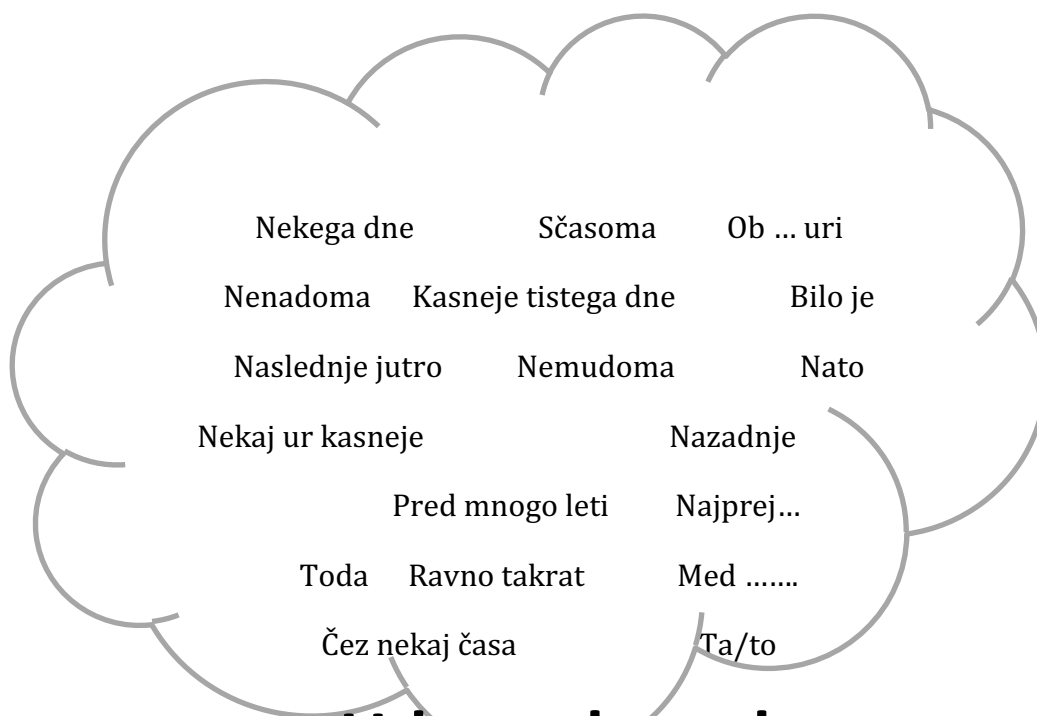 Nekega dne Sčasoma Ob … uri
Nenadoma Kasneje tistega dne Bilo je
Naslednje jutro Nemudoma Nato
Nekaj ur kasneje Nazadnje
Pred mnogo leti Najprej…
Toda Ravno takrat Med …….
Čez nekaj časa Ta/to